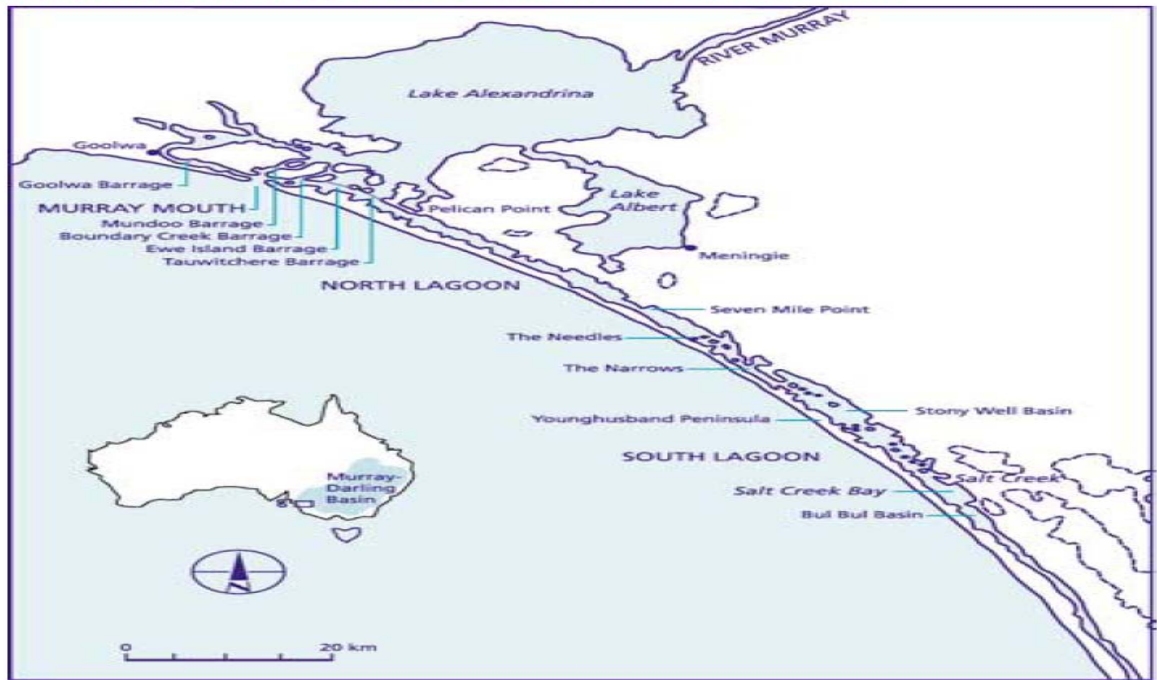 RIVER MURRAY
Lake Alexandrina
Goolwa
Goolwa Barrage
Lake
Albert
MURRAY MOUTH
Pelican Point
Mundoo Barrage
Boundary Creek Barrage
Ewe Island Barrage
Tauwitchere Barrage
Meningie
NORTH LAGOON
Seven Mile Point
The Needles
The Narrows
Stony Well Basin
Younghusband Peninsula
SOUTH LAGOON
Murray-
Darling
Basin
Salt Creek
Salt Creek Bay
Bul Bul Basin
N
0 20 km